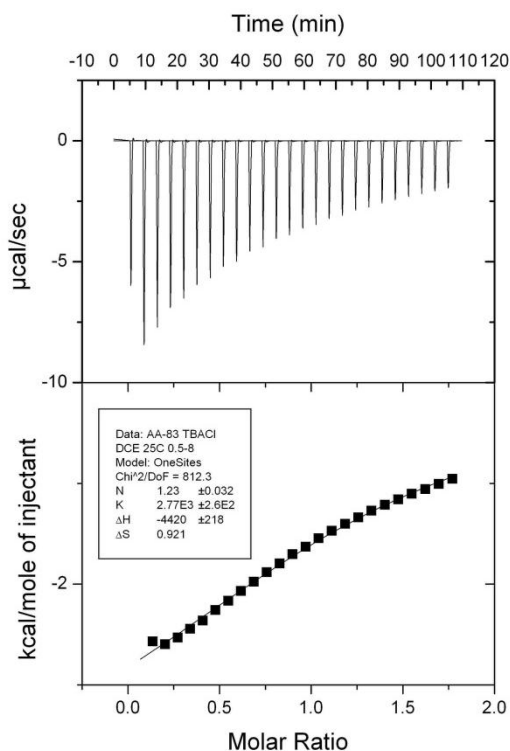 Time (min)
-10 0 10 20 30 40 50 60 70 80 90 100 110 120
0
-5
-10
µcal/sec
Data: AA-83 TBACl
DCE 25C 0.5-8
Model: OneSites
Chi^2/DoF = 812.3
N 1.23 ±0.032
K 2.77E3 ±2.6E2
ΔH -4420 ±218
ΔS 0.921
-2
kcal/mole of injectant
0.0 0.5 1.0 1.5 2.0
Molar Ratio